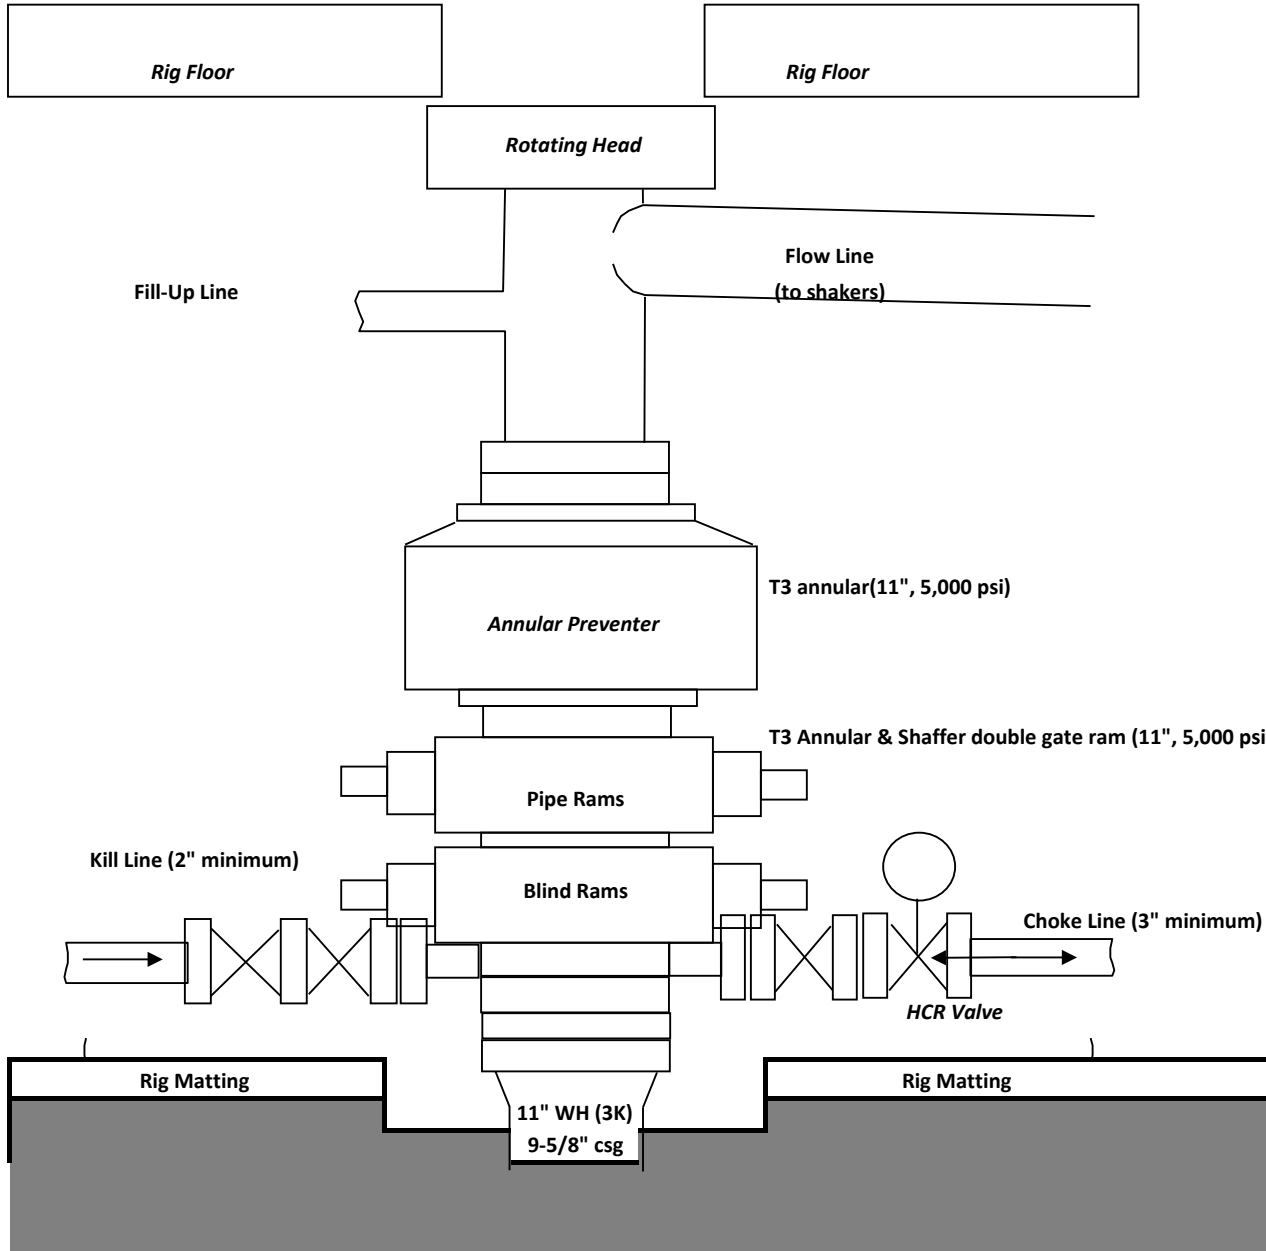 Rig Floor
Rig Floor
Rotating Head
Flow Line
(to shakers)
Fill-Up Line
T3 annular(11", 5,000 psi)
Annular Preventer
T3 Annular & Shaffer double gate ram (11", 5,000 psi
Pipe Rams
Kill Line (2" minimum)
Blind Rams
Choke Line (3" minimum)
HCR Valve
Rig Matting
Rig Matting
11" WH (3K)
9-5/8" csg